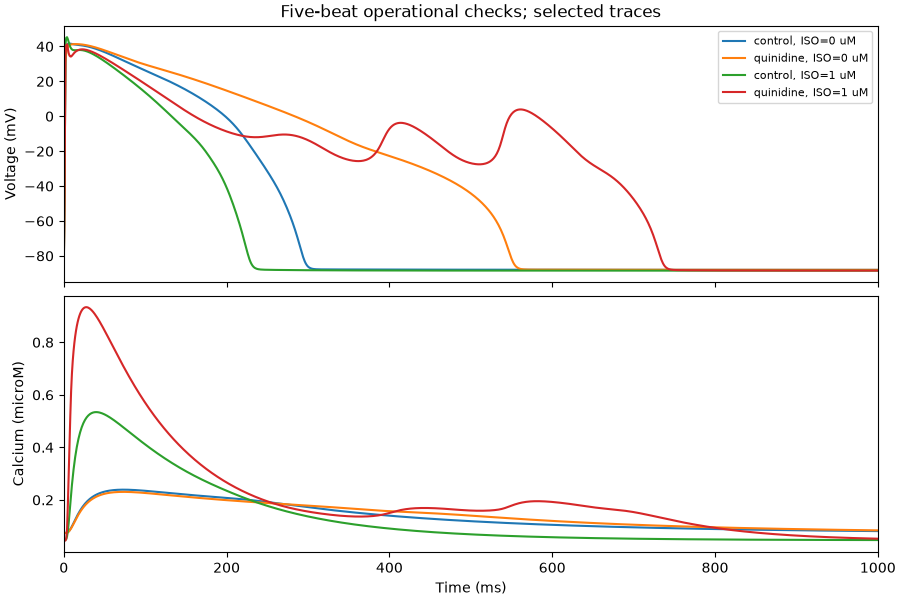 Five-beat operational checks; selected traces
control, ISO=0 uM
quinidine, ISO=0 uM
control, ISO=1 uM
quinidine, ISO=1 uM
Voltage (mV)
40
20
0
−20
−40
−60
−80
Calcium (microM)
0.8
0.6
0.4
0.2
0
200
400
600
800
1000
Time (ms)